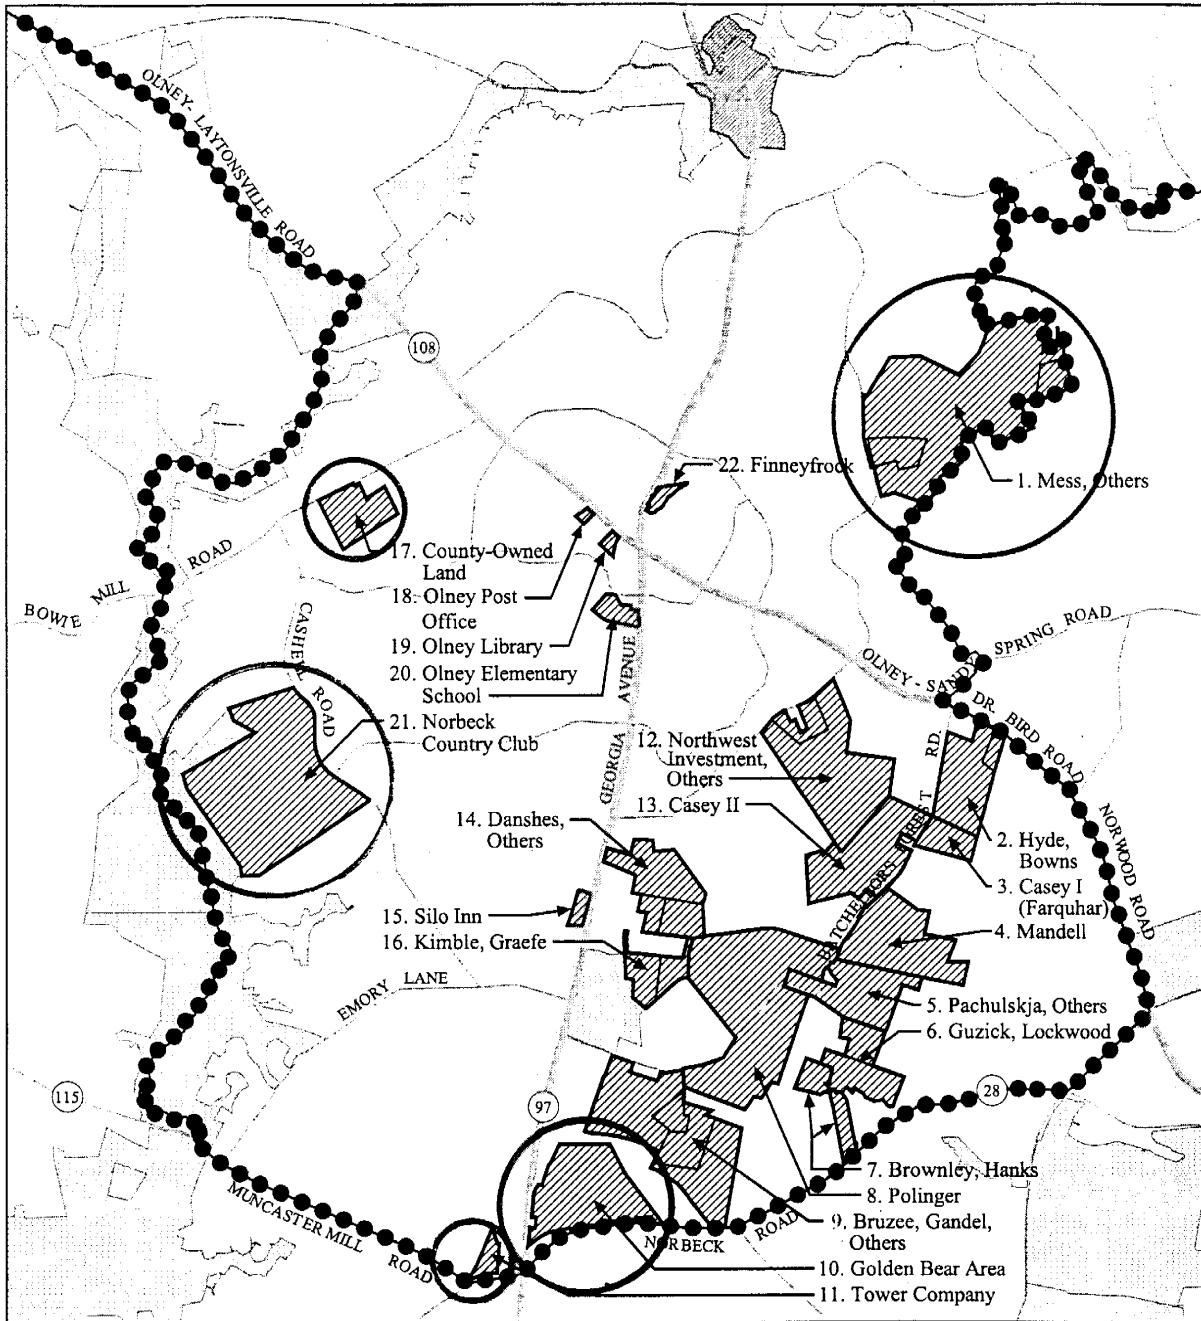 OLNEY-LAYTONSVILLE ROAD
108
22. Finneyfrock
1. Mess, Others
17. County-Owned
Land
18. Olney Post
Office
19. Olney Library
20. Olney Elementary
School
21. Norbeck
Country Club
BOWIE MILL ROAD
CASHELL ROAD
GEORGIA AVENUE
OLNEY-SANDY SPRING ROAD
DR. BIRD ROAD
NORWOOD ROAD
BATCHELLORS FOREST RD.
12. Northwest
Investment,
Others
13. Casey II
14. Danshes,
Others
2. Hyde,
Bowns
3. Casey I
(Farquhar)
4. Mandell
15. Silo Inn
16. Kimble, Graefe
EMORY LANE
5. Pachulskja, Others
6. Guzick, Lockwood
115
97
28
7. Brownley, Hanks
8. Polinger
9. Bruzee, Gandel,
Others
10. Golden Bear Area
11. Tower Company
MUNCASTER MILL ROAD
NORBECK ROAD